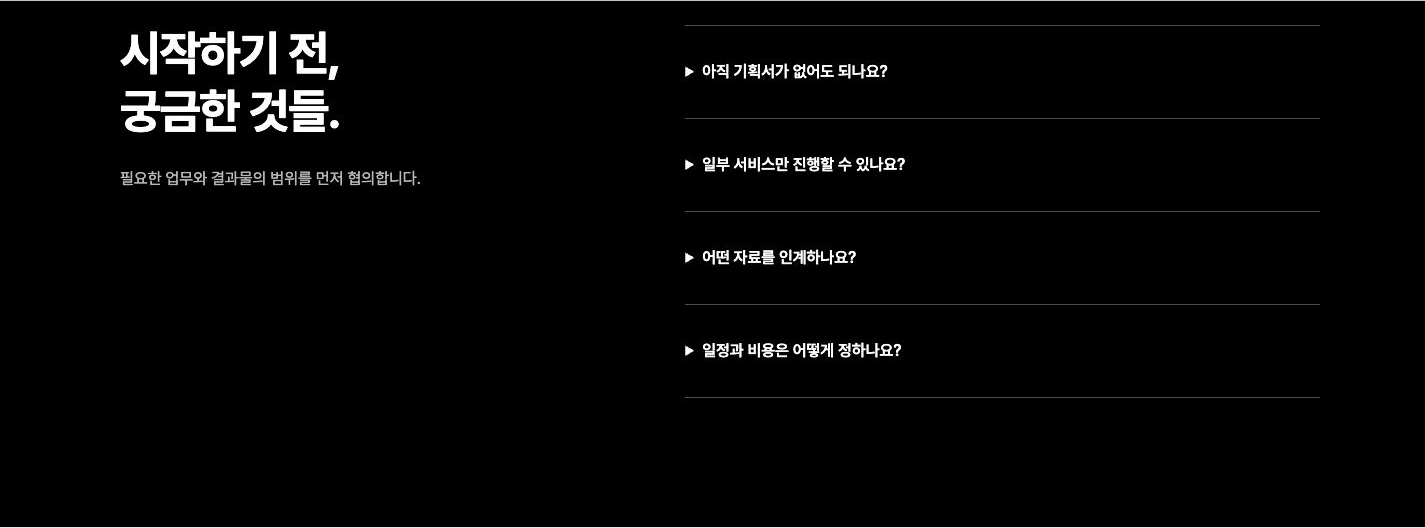 시작하기 전,
궁금한 것들.
필요한 업무와 결과물의 범위를 먼저 협의합니다.
▶ 아직 기획서가 없어도 되나요?
▶ 일부 서비스만 진행할 수 있나요?
▶ 어떤 자료를 인계하나요?
▶ 일정과 비용은 어떻게 정하나요?